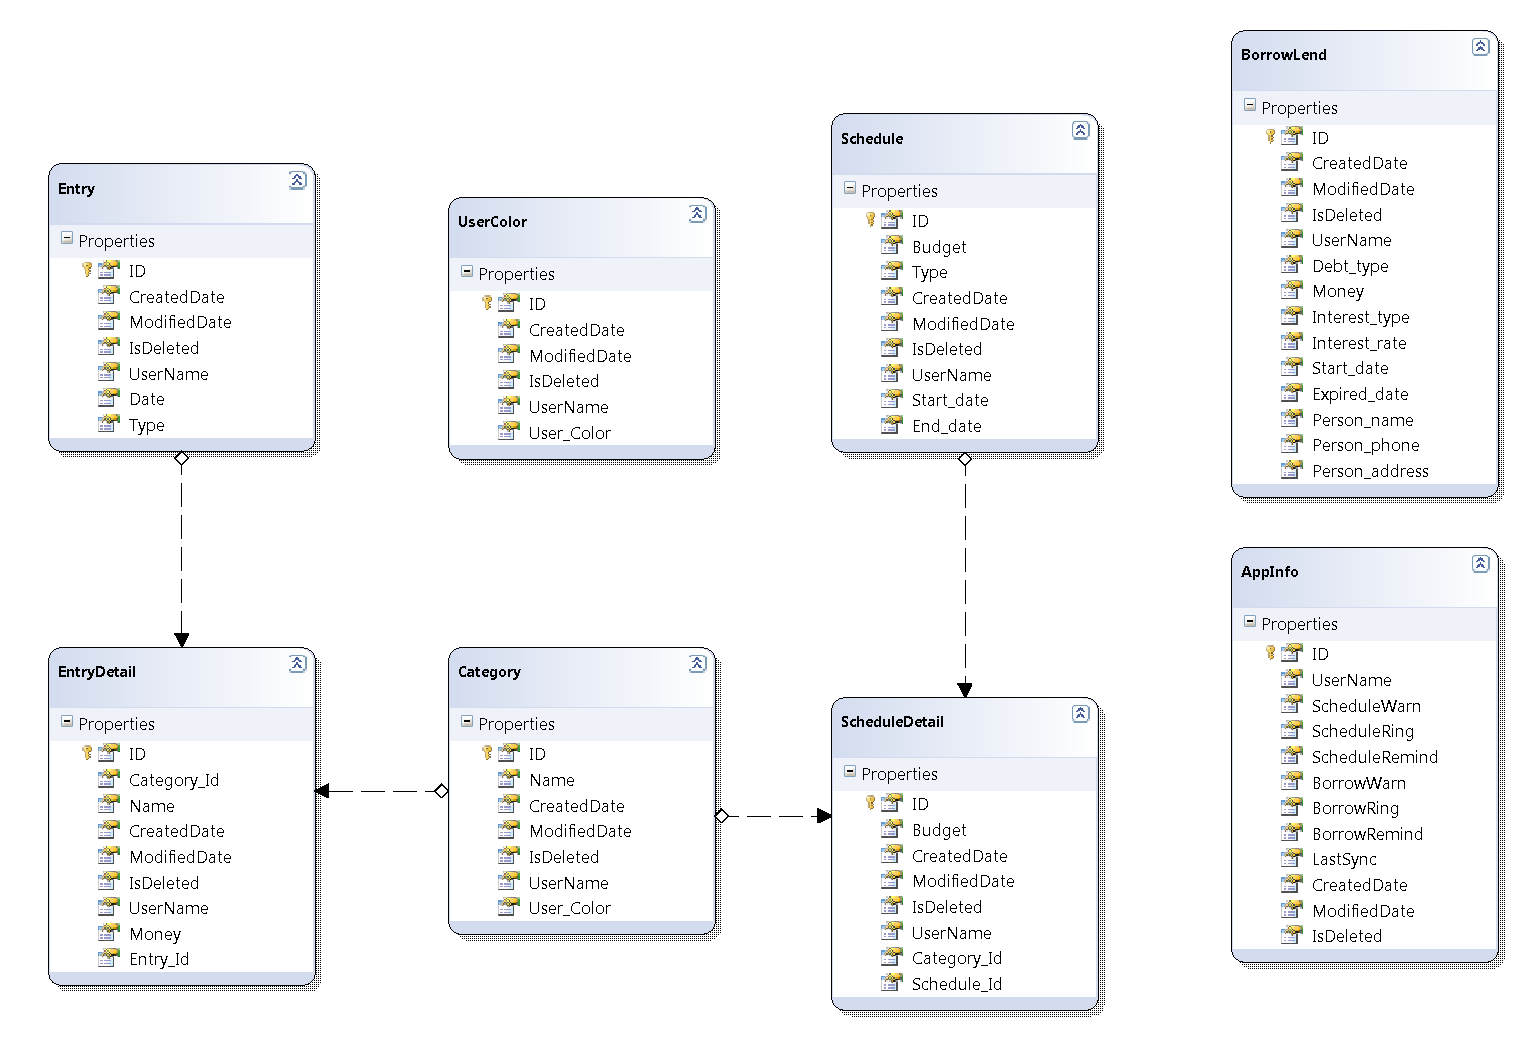 Entry
Properties
ID
CreatedDate
ModifiedDate
IsDeleted
UserName
Date
Type
UserColor
Properties
ID
CreatedDate
ModifiedDate
IsDeleted
UserName
User_Color
Schedule
Properties
ID
Budget
Type
CreatedDate
ModifiedDate
IsDeleted
UserName
Start_date
End_date
BorrowLend
Properties
ID
CreatedDate
ModifiedDate
IsDeleted
UserName
Debt_type
Money
Interest_type
Interest_rate
Start_date
Expired_date
Person_name
Person_phone
Person_address
EntryDetail
Properties
ID
Category_Id
Name
CreatedDate
ModifiedDate
IsDeleted
UserName
Money
Entry_Id
Category
Properties
ID
Name
CreatedDate
ModifiedDate
IsDeleted
UserName
User_Color
ScheduleDetail
Properties
ID
Budget
CreatedDate
ModifiedDate
IsDeleted
UserName
Category_Id
Schedule_Id
AppInfo
Properties
ID
UserName
ScheduleWarn
ScheduleRing
ScheduleRemind
BorrowWarn
BorrowRing
BorrowRemind
LastSync
CreatedDate
ModifiedDate
IsDeleted